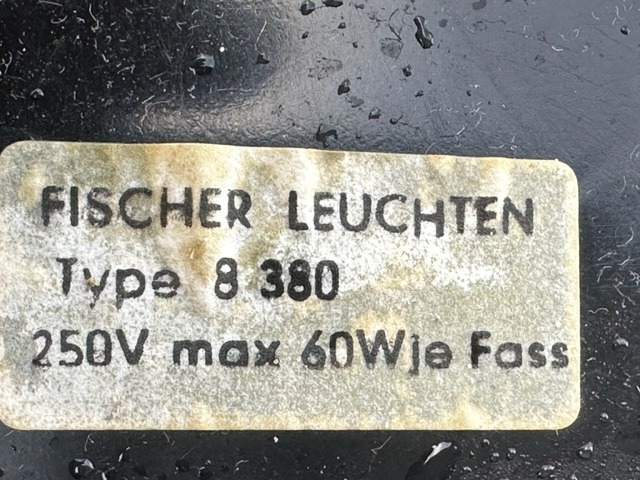 FISCHER LEUCHTEN
Type 8 380
250V max 60Wje Fass